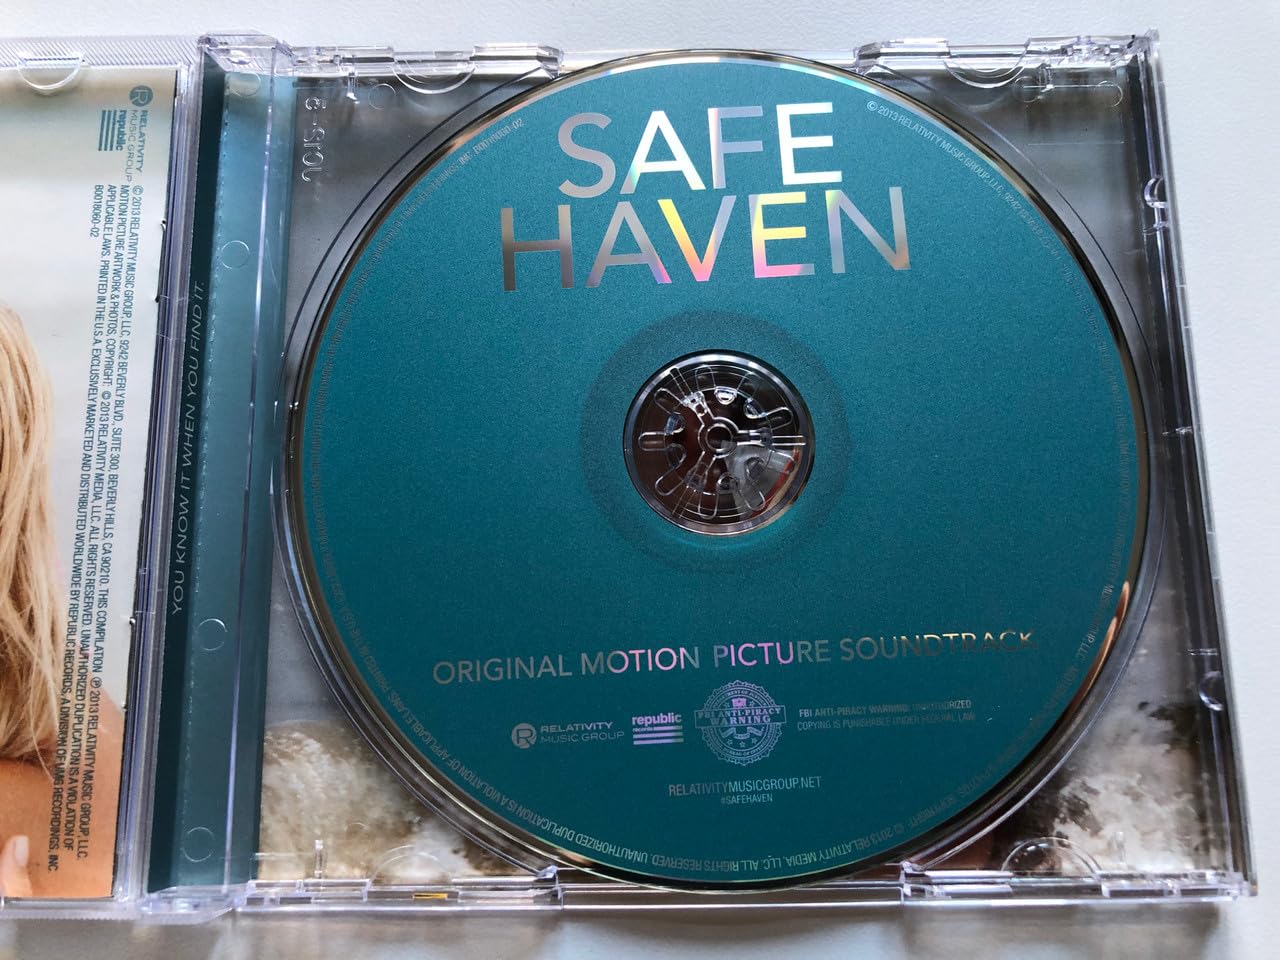 RELATIVITY
MUSIC GROUP
republic
© 2013 RELATIVITY MUSIC GROUP, LLC, 9242 BEVERLY BLVD., SUITE 300, BEVERLY HILLS, CA 90210. THIS COMPILATION ℗ 2013 RELATIVITY MUSIC GROUP, LLC.
MOTION PICTURE ARTWORK & PHOTOS, COPYRIGHT: © 2013 RELATIVITY MEDIA, LLC. ALL RIGHTS RESERVED. UNAUTHORIZED DUPLICATION IS A VIOLATION OF
APPLICABLE LAWS. PRINTED IN THE U.S.A. EXCLUSIVELY MARKETED AND DISTRIBUTED WORLDWIDE BY REPUBLIC RECORDS, A DIVISION OF UMG RECORDINGS, INC.
B0018060-02
YOU KNOW IT WHEN YOU FIND IT.
SAFE
HAVEN
ORIGINAL MOTION PICTURE SOUNDTRACK
RELATIVITY
MUSIC GROUP
republic
records
FBI ANTI-PIRACY
WARNING
FBI ANTI-PIRACY WARNING: UNAUTHORIZED
COPYING IS PUNISHABLE UNDER FEDERAL LAW.
RELATIVITYMUSICGROUP.NET
#SAFEHAVEN
© 2013 RELATIVITY MUSIC GROUP, LLC, 9242
© 2013 RELATIVITY MEDIA, LLC. ALL RIGHTS RESERVED. UNAUTHORIZED DUPLICATION IS A VIOLATION OF APPLICABLE LAWS.
INC. B0018060-02